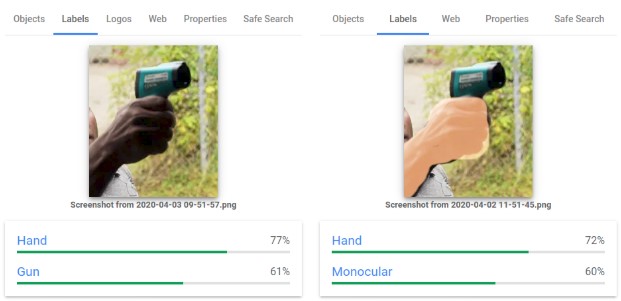 Objects Labels Logos Web Properties Safe Search
Screenshot from 2020-04-03 09-51-57.png
Hand 77%
Gun 61%
Objects Labels Web Properties Safe Search
Screenshot from 2020-04-02 11-51-45.png
Hand 72%
Monocular 60%